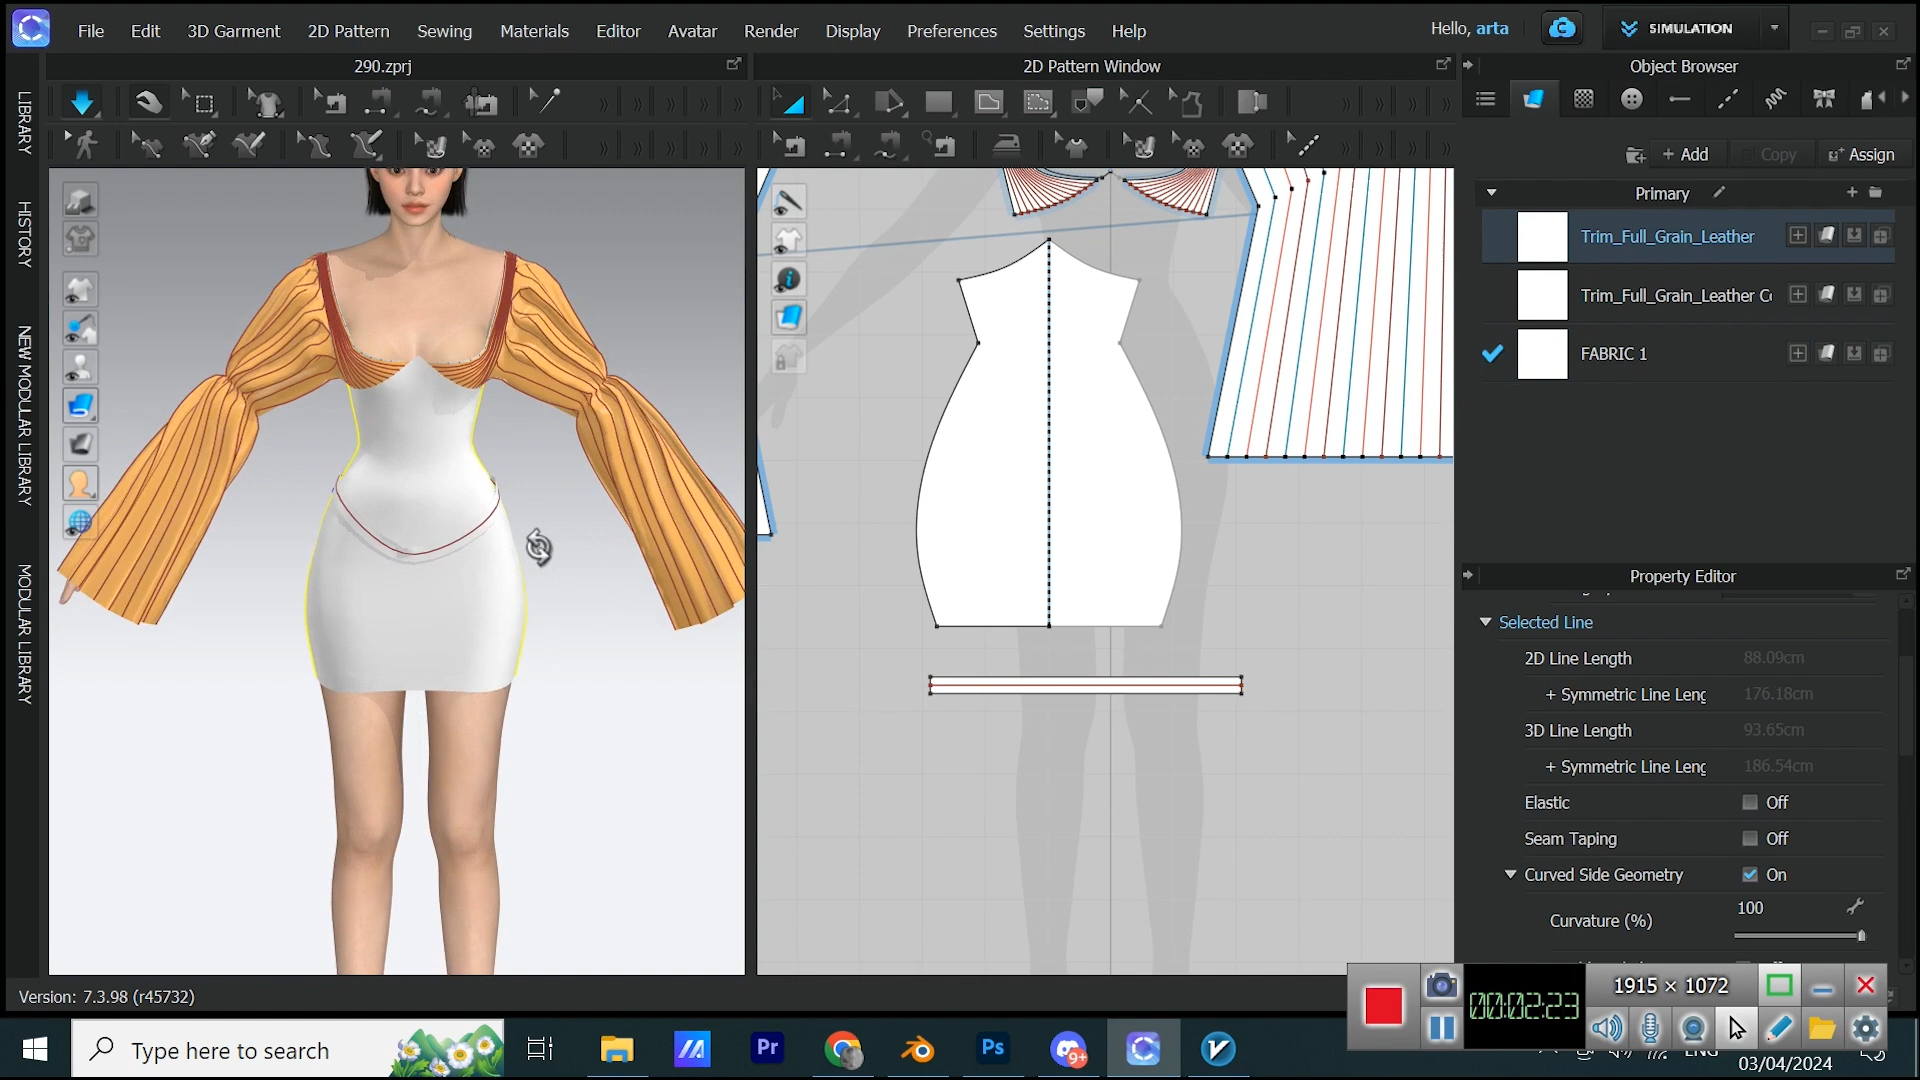 File Edit 3D Garment 2D Pattern Sewing Materials Editor Avatar Render Display Preferences Settings Help
Hello, arta
SIMULATION
290.zprj
2D Pattern Window
Object Browser
LIBRARY
HISTORY
NEW MODULAR LIBRARY
MODULAR LIBRARY
+ Add
Copy
Assign
Primary
Trim_Full_Grain_Leather
Trim_Full_Grain_Leather Co
FABRIC 1
Property Editor
Selected Line
2D Line Length 88.09cm
+ Symmetric Line Leng 176.18cm
3D Line Length 93.65cm
+ Symmetric Line Leng 186.54cm
Elastic Off
Seam Taping Off
Curved Side Geometry On
Curvature (%) 100
Version: 7.3.98 (r45732)
00:02:23
1915 × 1072
Type here to search
Pr
Ps
9+
ENG
03/04/2024